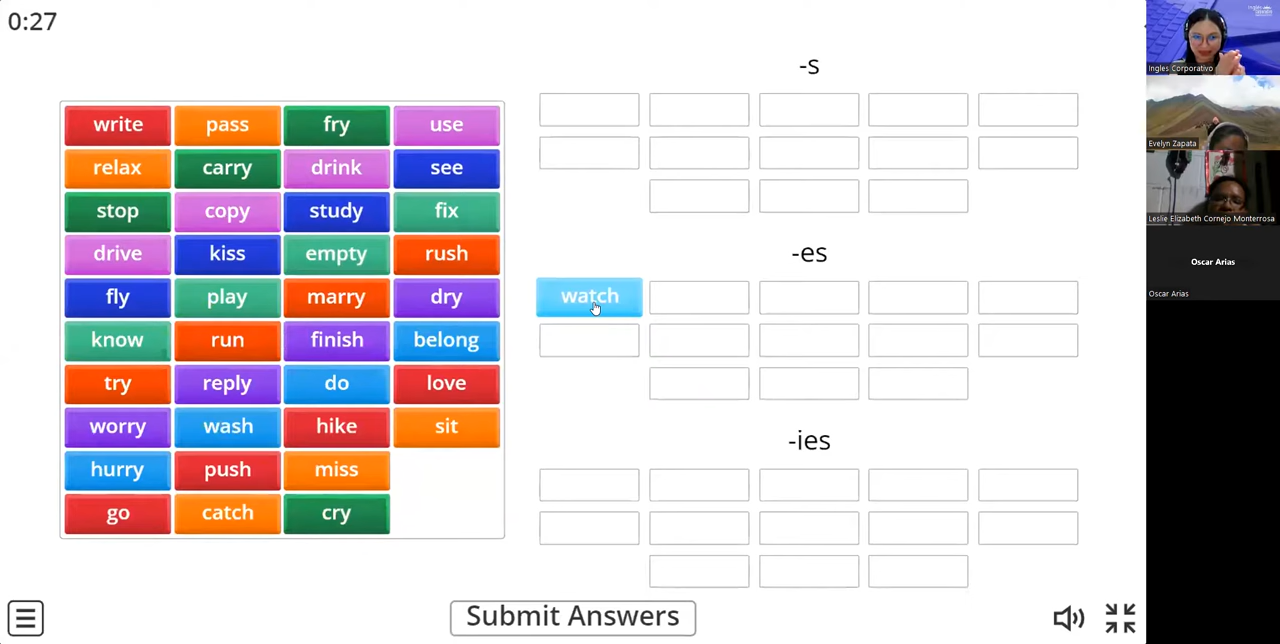 0:27
-s
write pass fry use
relax carry drink see
stop copy study fix
drive kiss empty rush
-es
fly play marry dry
watch
know run finish belong
try reply do love
worry wash hike sit
-ies
hurry push miss
go catch cry
Submit Answers
Ingles Corporativo
Evelyn Zapata
Leslie Elizabeth Cornejo Monterrosa
Oscar Arias
Oscar Arias